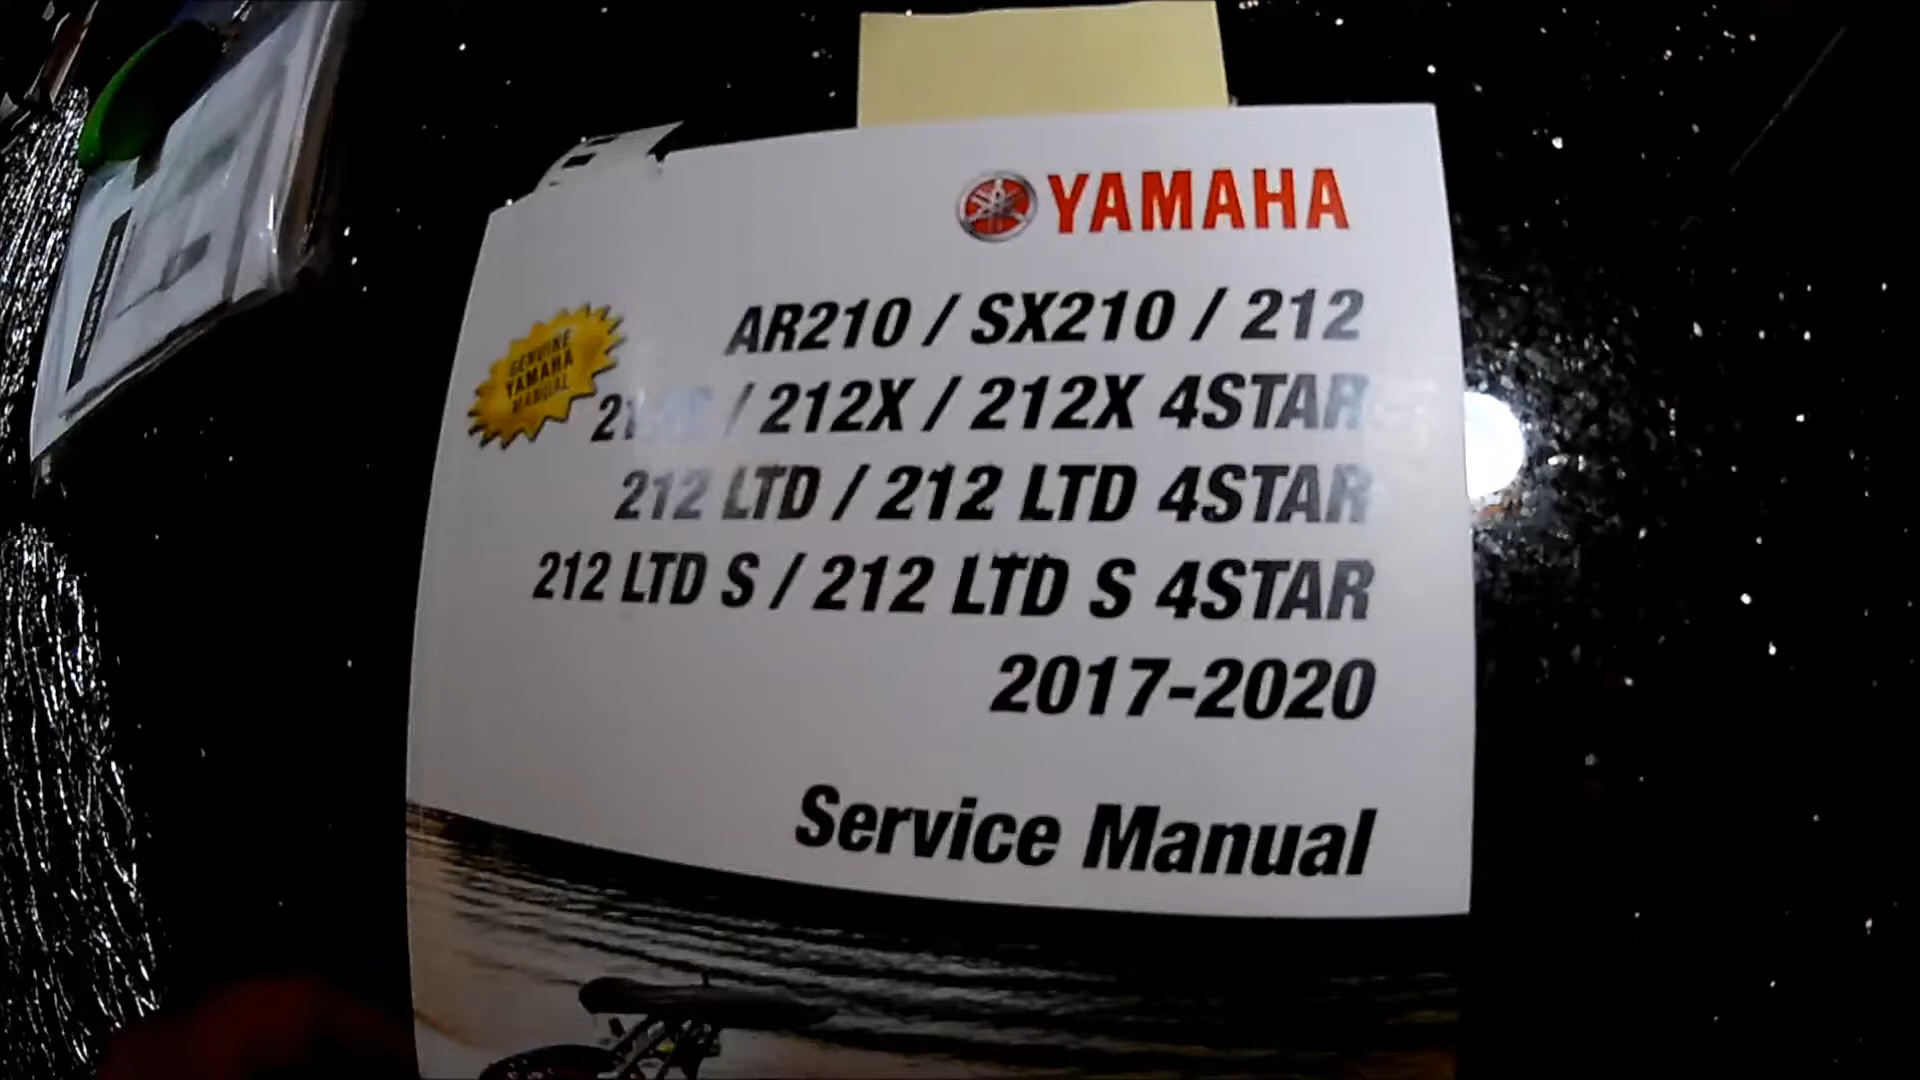 YAMAHA
AR210 / SX210 / 212
GENUINE
YAMAHA
MANUAL
/ 212X / 212X 4STAR
212 LTD / 212 LTD 4STAR
212 LTD S / 212 LTD S 4STAR
2017-2020
Service Manual